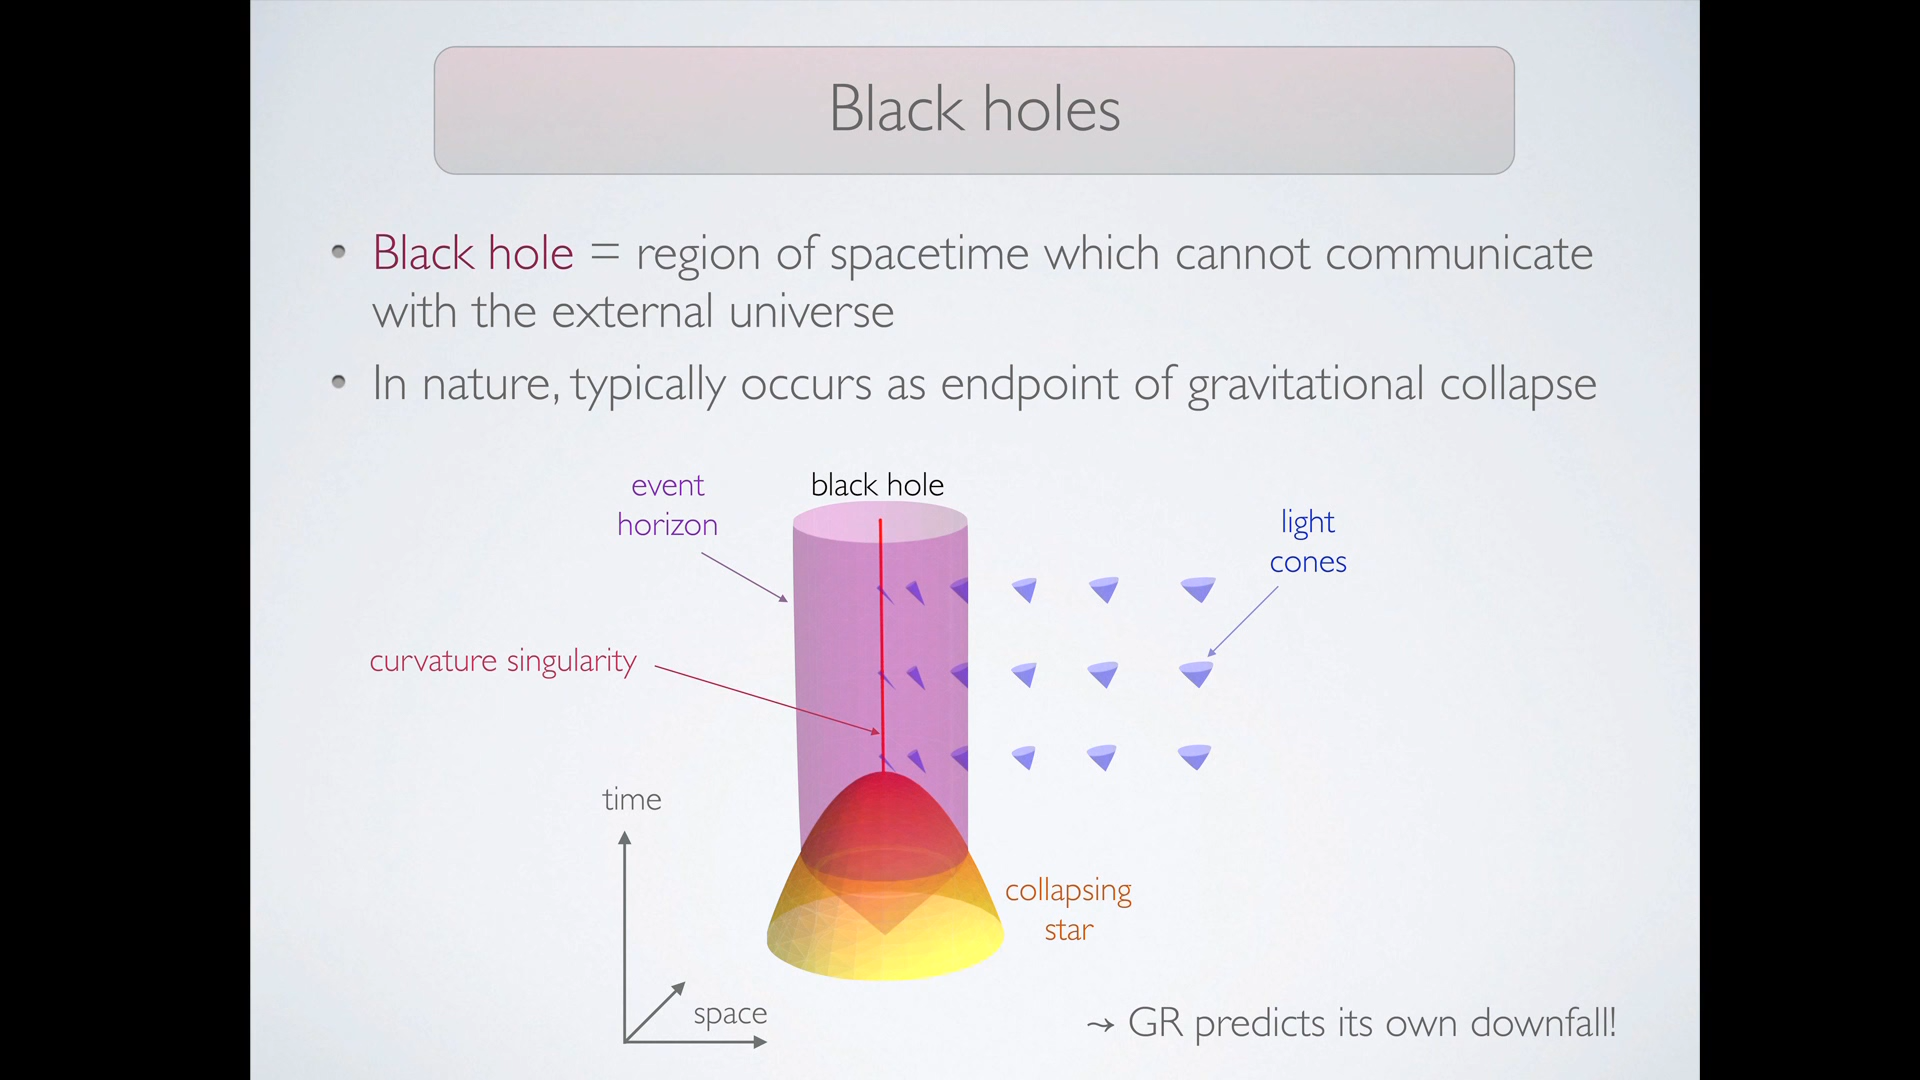 Black holes
• Black hole = region of spacetime which cannot communicate
with the external universe
• In nature, typically occurs as endpoint of gravitational collapse
event
horizon
black hole
light
cones
curvature singularity
time
collapsing
star
space
⤳ GR predicts its own downfall!